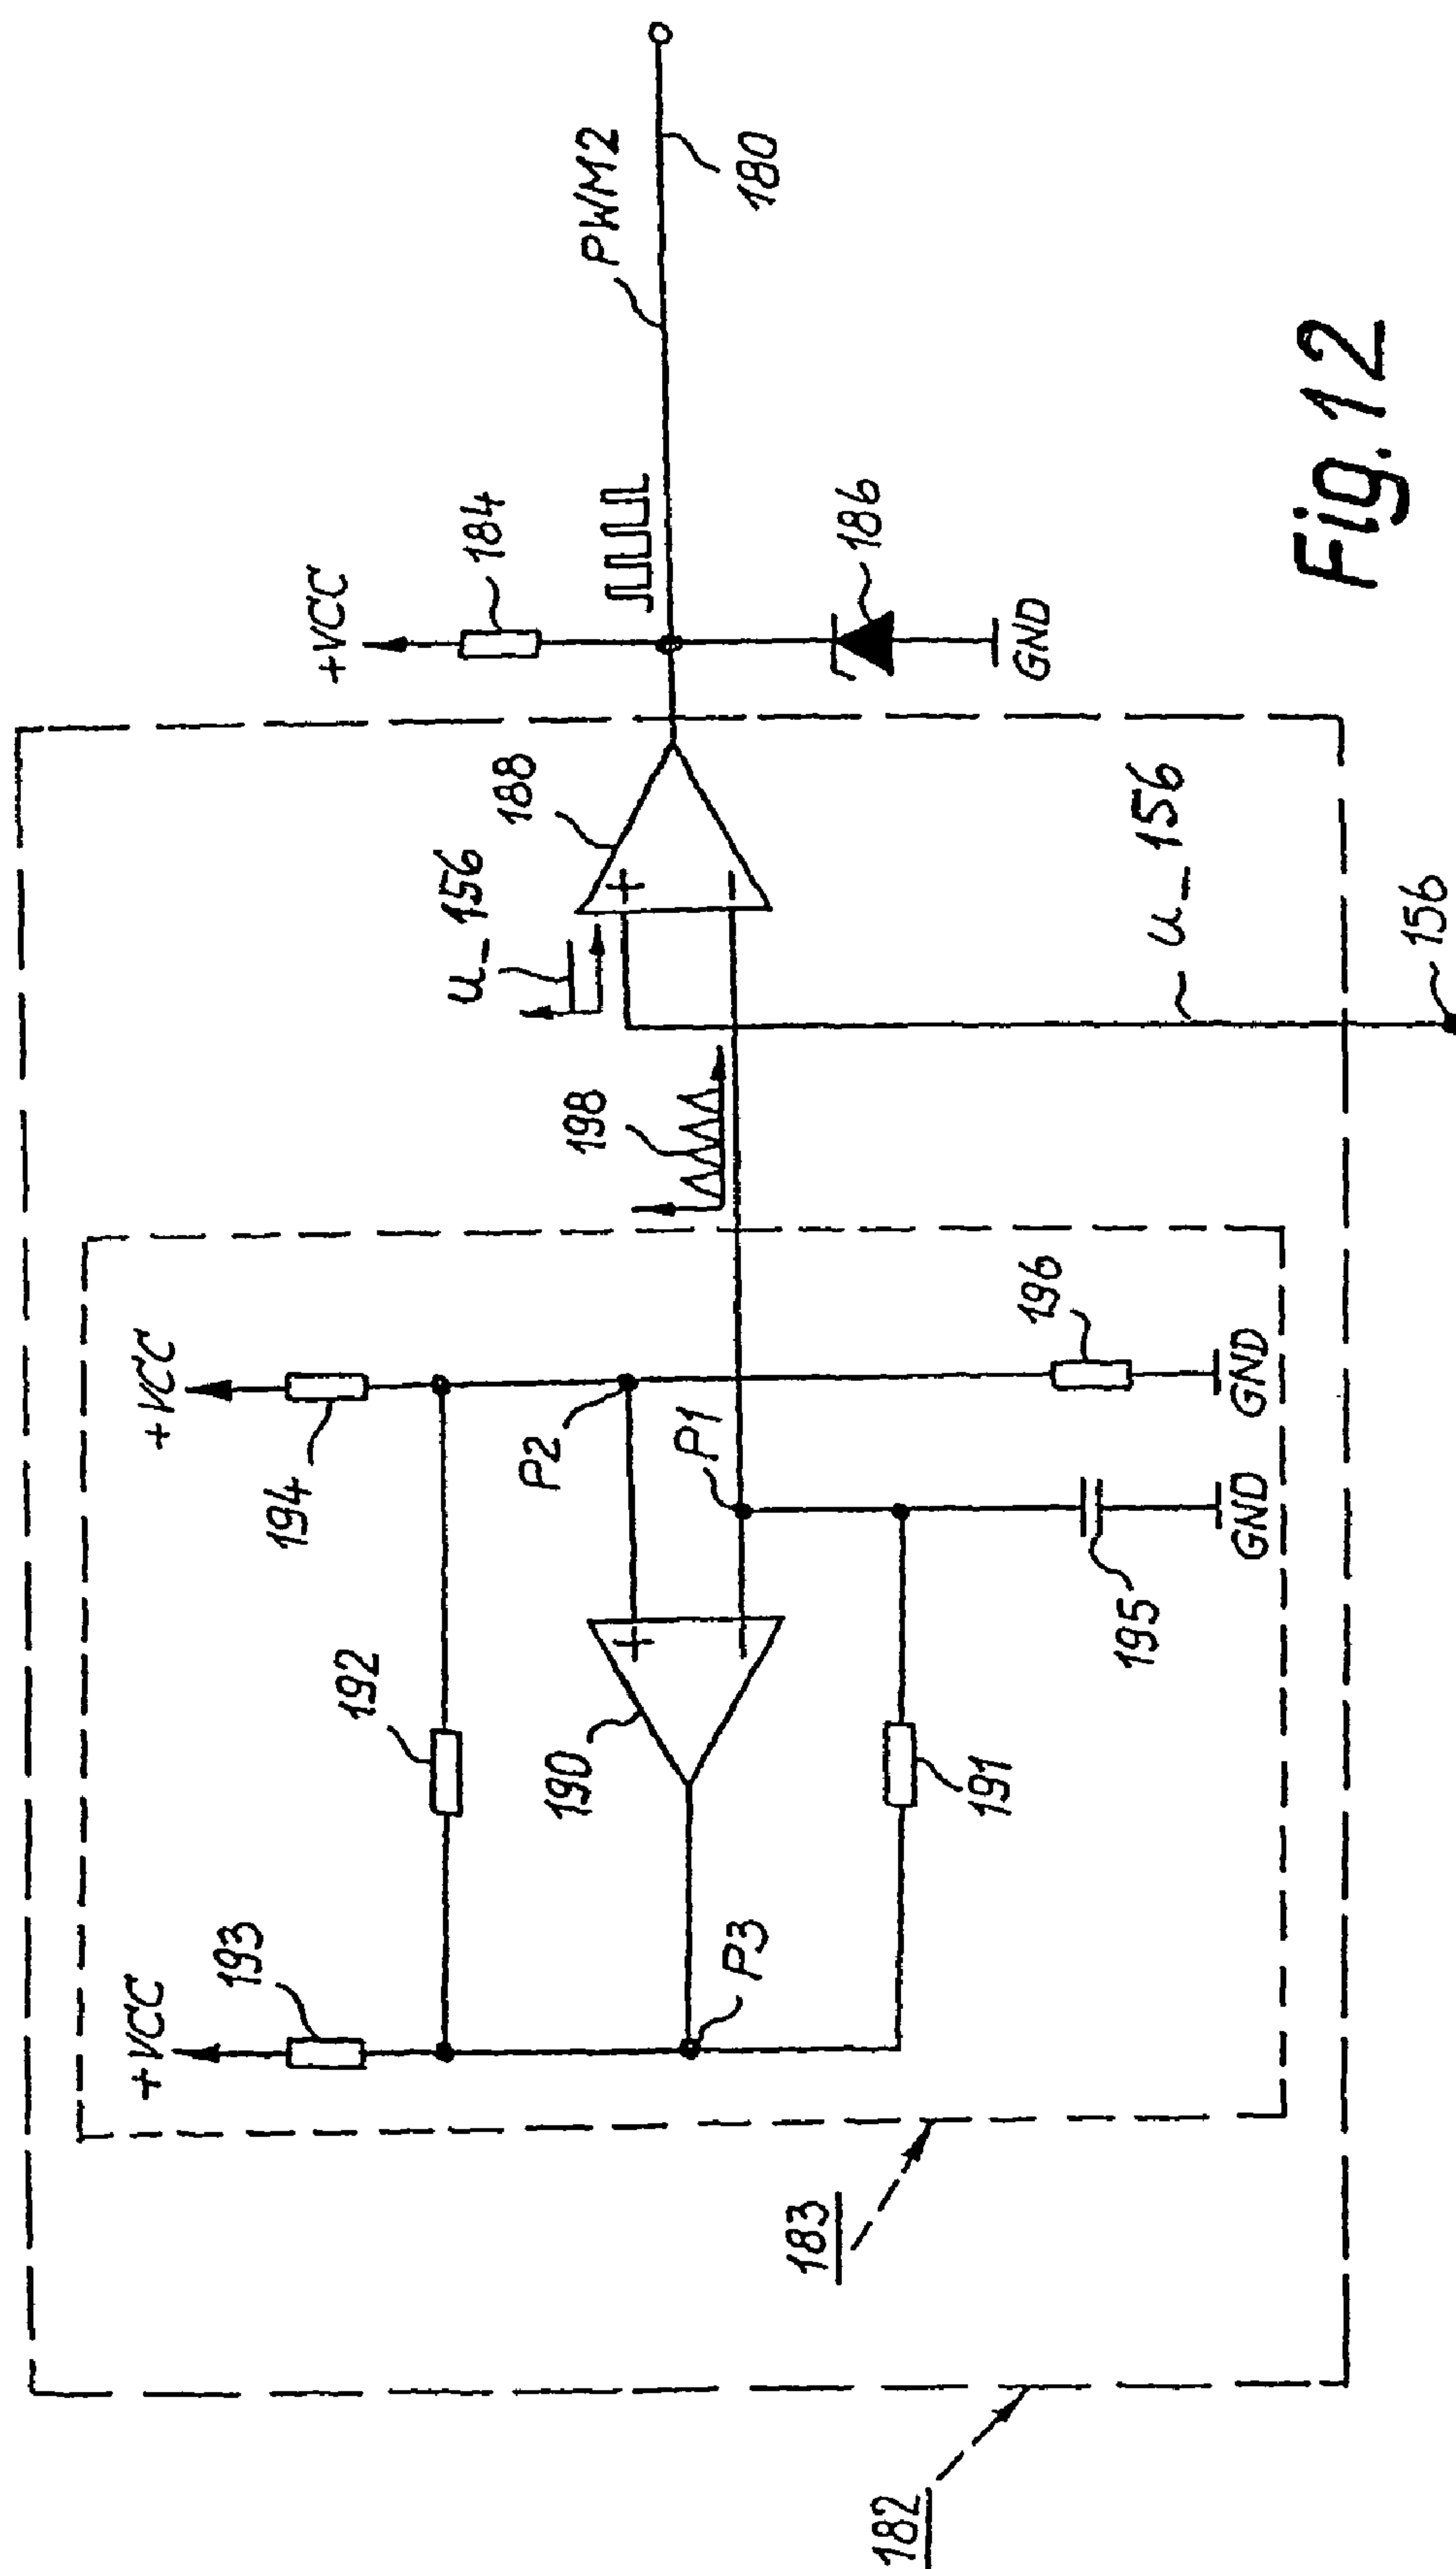 182
183
+VCC
193
192
194
+VCC
190
P2
P3
P1
191
195
196
GND
GND
198
u_156
188
+
-
+
-
u_156
156
+VCC
184
186
GND
PWM2
180
Fig. 12